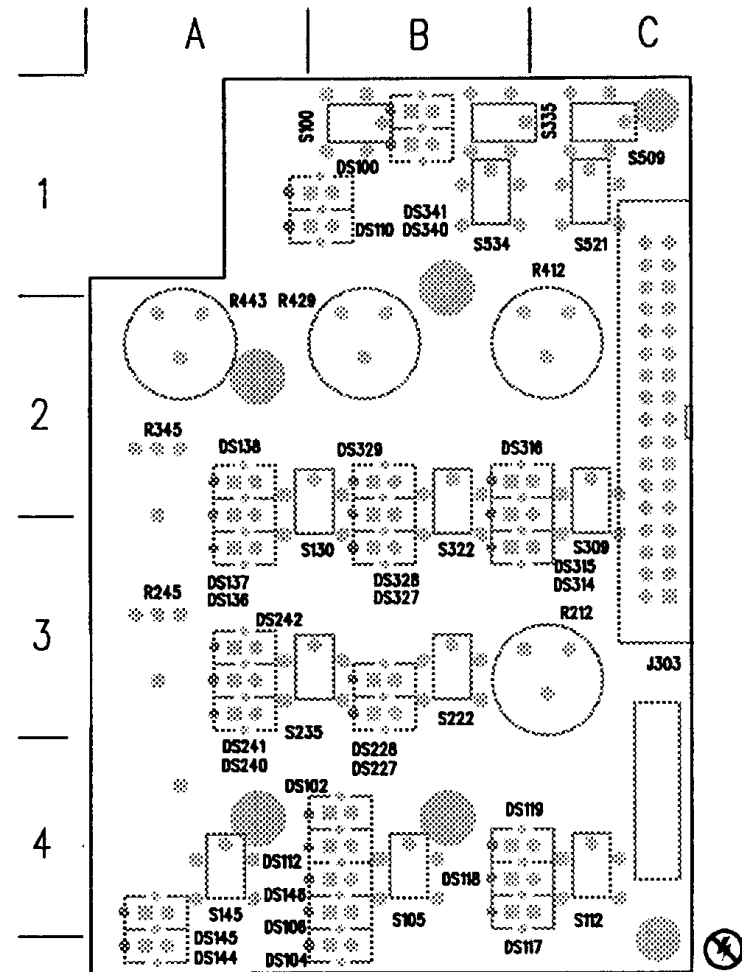 A B C
1
S100
S335
DS100
S509
DS110
DS341
DS340
S534
S521
R443 R429
R412
2
R345
DS138
DS329
DS316
S130
S322
S309
DS137
DS136
DS328
DS327
DS315
DS314
R245
3
DS242
R212
J303
S235
S222
DS241
DS240
DS228
DS227
DS102
4
DS119
DS112
DS118
DS148
S145
S105
S112
DS106
DS145
DS144
DS104
DS117